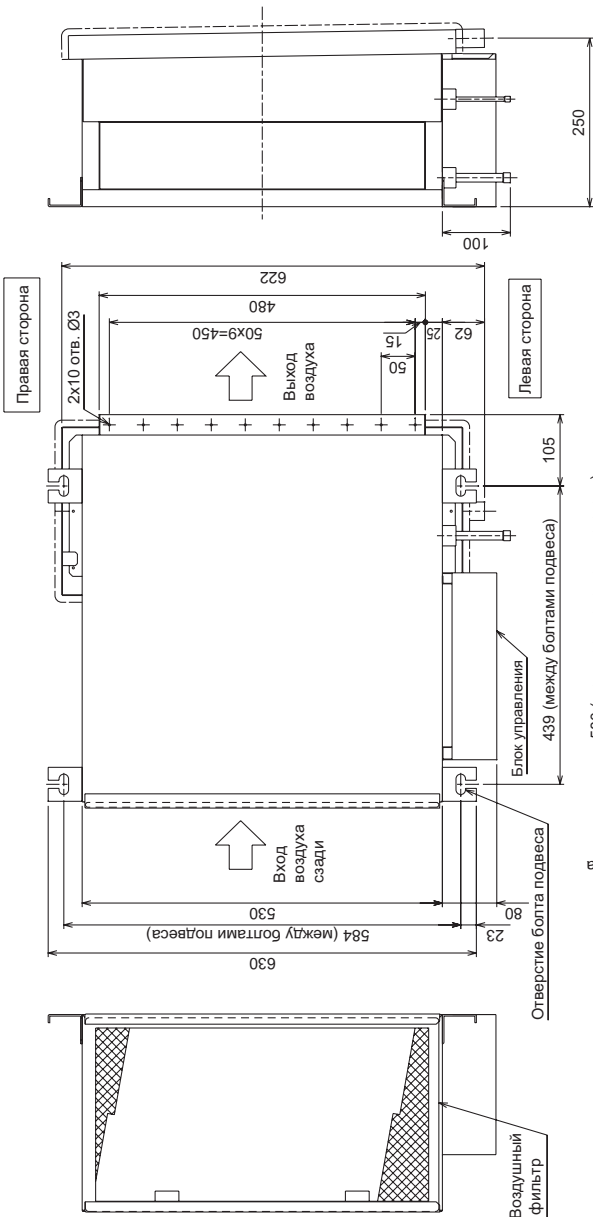 250
100
Правая сторона
622
480
50x9=450
2x10 отв. Ø3
15
50
25
62
Выход
воздуха
Левая сторона
105
439 (между болтами подвеса)
Блок управления
Вход
воздуха
сзади
530
584 (между болтами подвеса)
630
80
23
Отверстие болта подвеса
Воздушный
фильтр